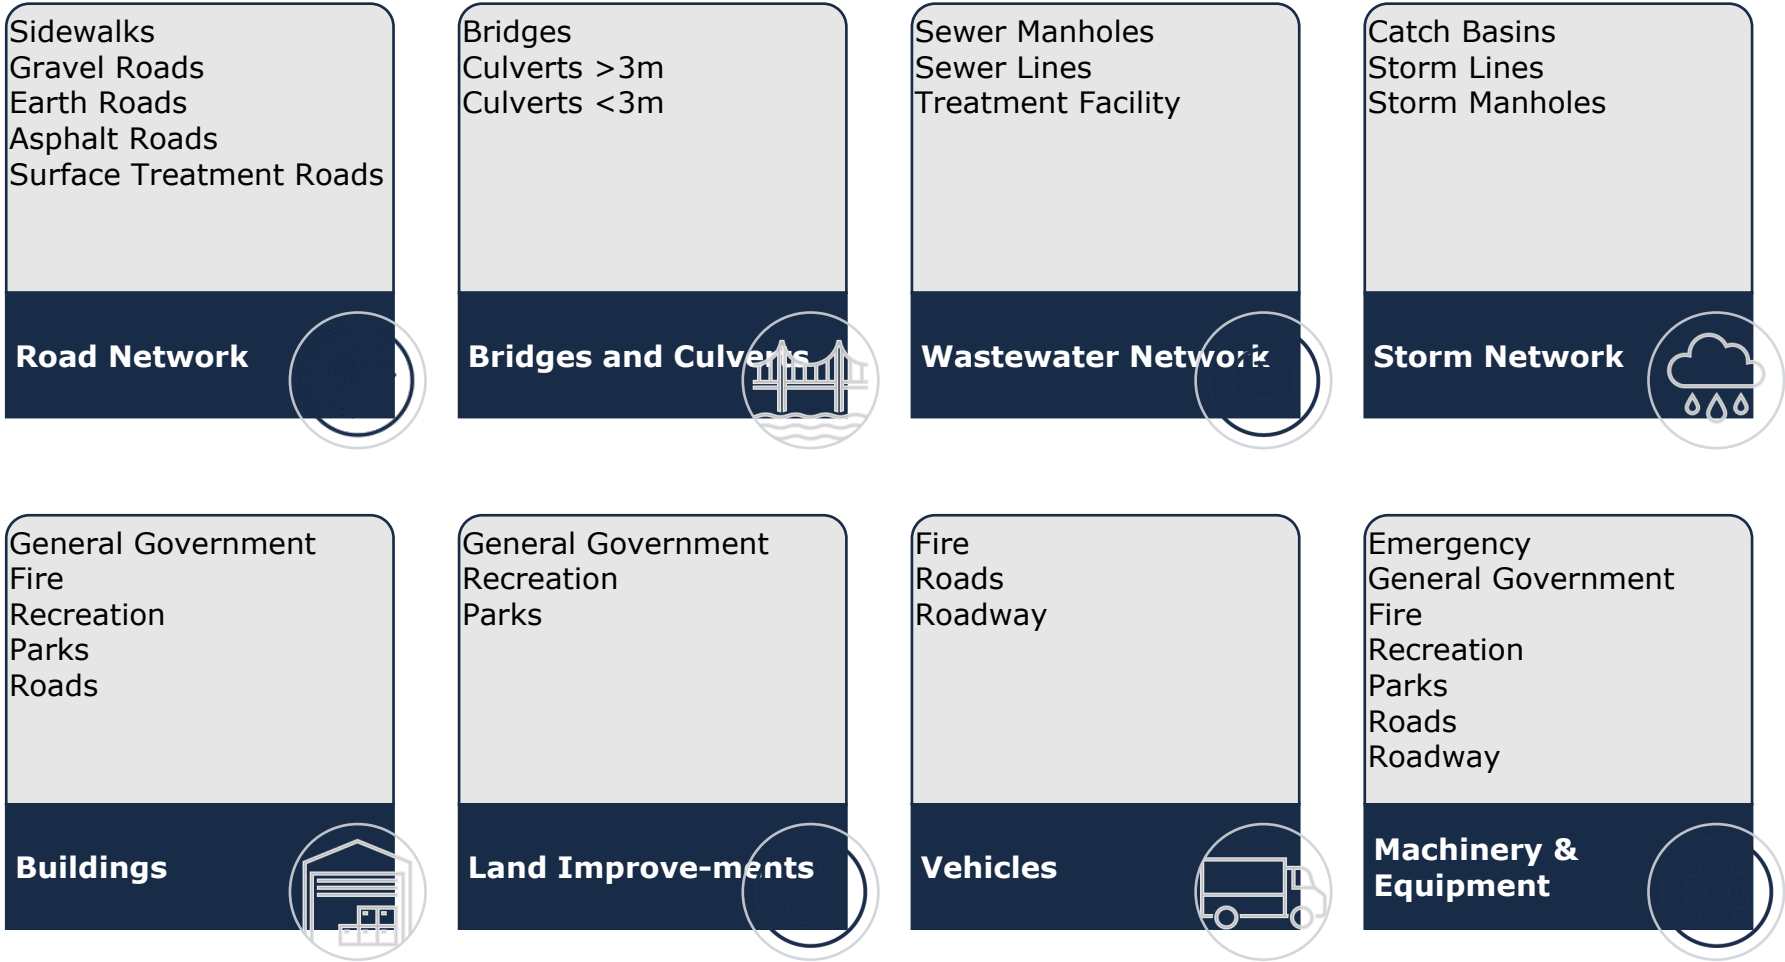 Sidewalks
Gravel Roads
Earth Roads
Asphalt Roads
Surface Treatment Roads
Road Network
Bridges
Culverts >3m
Culverts <3m
Bridges and Culverts
Sewer Manholes
Sewer Lines
Treatment Facility
Wastewater Network
Catch Basins
Storm Lines
Storm Manholes
Storm Network
General Government
Fire
Recreation
Parks
Roads
Buildings
General Government
Recreation
Parks
Land Improve-ments
Fire
Roads
Roadway
Vehicles
Emergency
General Government
Fire
Recreation
Parks
Roads
Roadway
Machinery &
Equipment